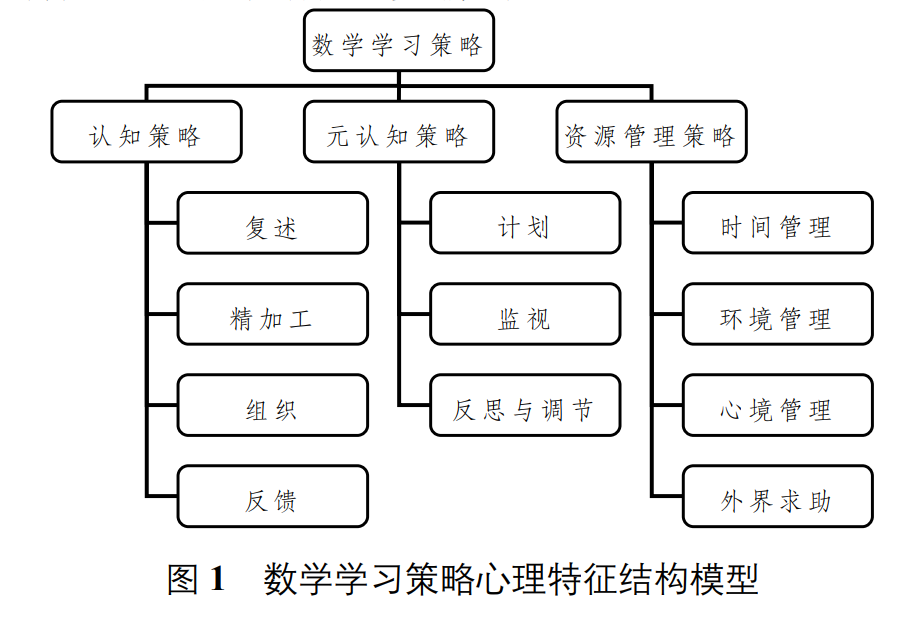 数学学习策略
认知策略
元认知策略
资源管理策略
复述
计划
时间管理
精加工
监视
环境管理
组织
反思与调节
心境管理
反馈
外界求助
图 1 数学学习策略心理特征结构模型